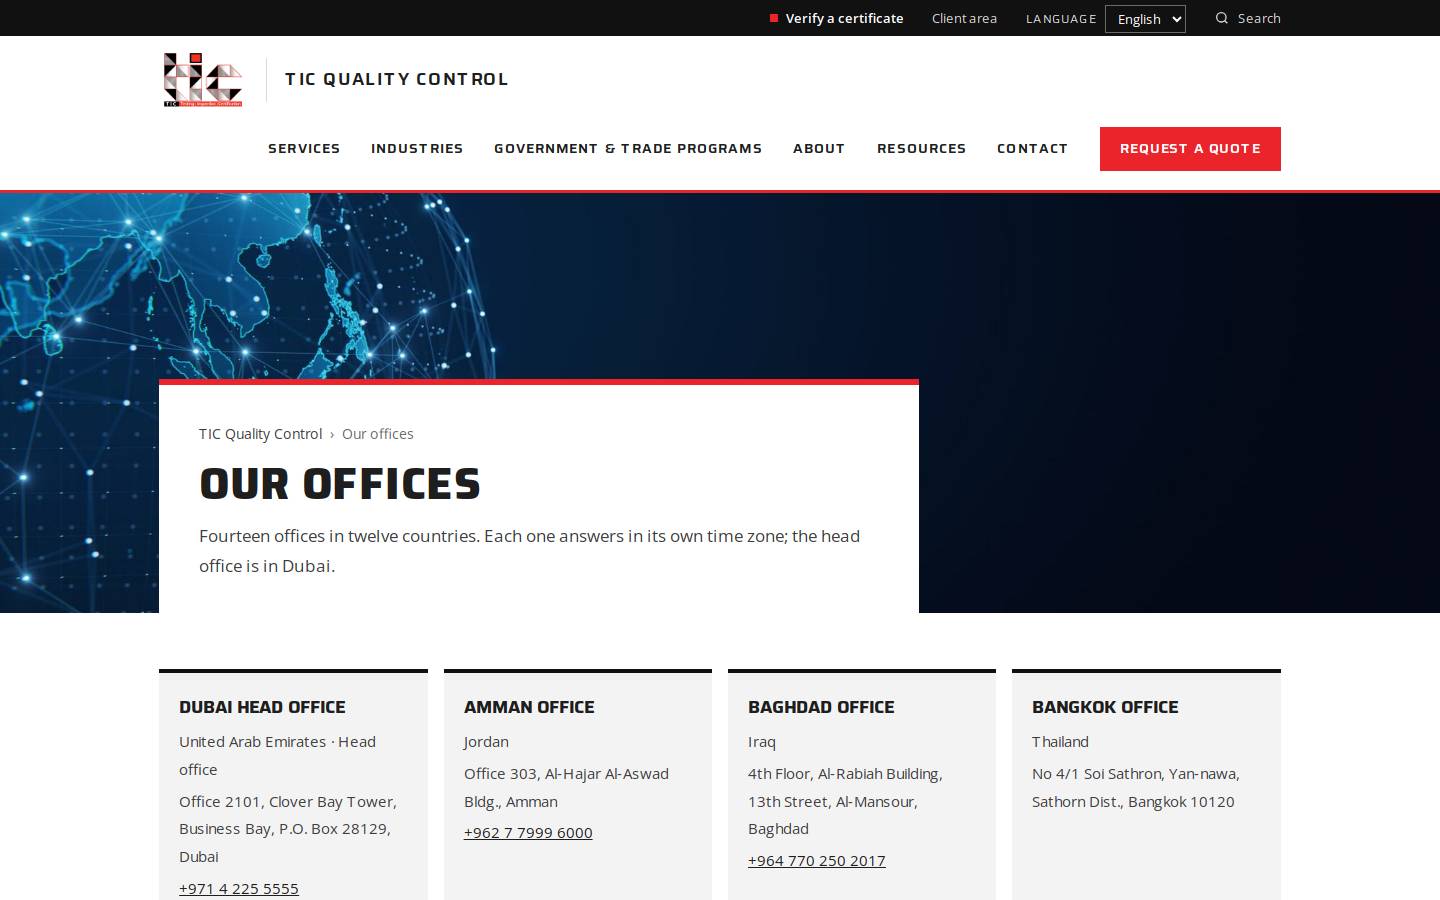 Verify a certificate
Client area
LANGUAGE
English
Search
tic
TIC Testing Inspection Certification
TIC QUALITY CONTROL
SERVICES
INDUSTRIES
GOVERNMENT & TRADE PROGRAMS
ABOUT
RESOURCES
CONTACT
REQUEST A QUOTE
TIC Quality Control › Our offices
OUR OFFICES
Fourteen offices in twelve countries. Each one answers in its own time zone; the head
office is in Dubai.
DUBAI HEAD OFFICE
United Arab Emirates · Head
office
Office 2101, Clover Bay Tower,
Business Bay, P.O. Box 28129,
Dubai
+971 4 225 5555
AMMAN OFFICE
Jordan
Office 303, Al-Hajar Al-Aswad
Bldg., Amman
+962 7 7999 6000
BAGHDAD OFFICE
Iraq
4th Floor, Al-Rabiah Building,
13th Street, Al-Mansour,
Baghdad
+964 770 250 2017
BANGKOK OFFICE
Thailand
No 4/1 Soi Sathron, Yan-nawa,
Sathorn Dist., Bangkok 10120